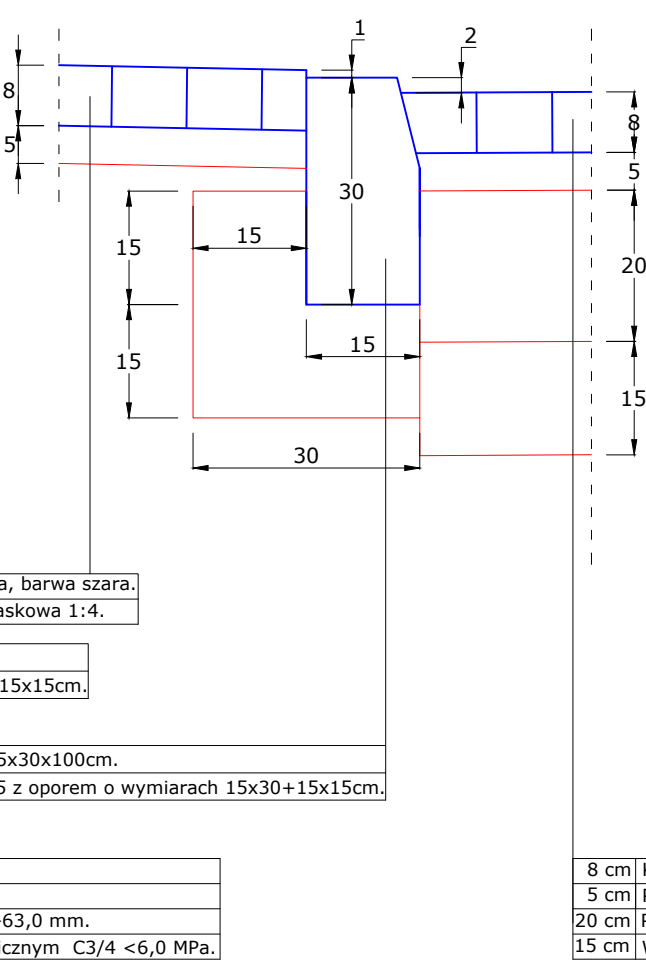 1
2
8
8
5
5
30
15
15
20
15
15
15
30
a, barwa szara.
askowa 1:4.
15x15cm.
5x30x100cm.
5 z oporem o wymiarach 15x30+15x15cm.
63,0 mm.
icznym C3/4 <6,0 MPa.
8 cm
5 cm
20 cm
15 cm